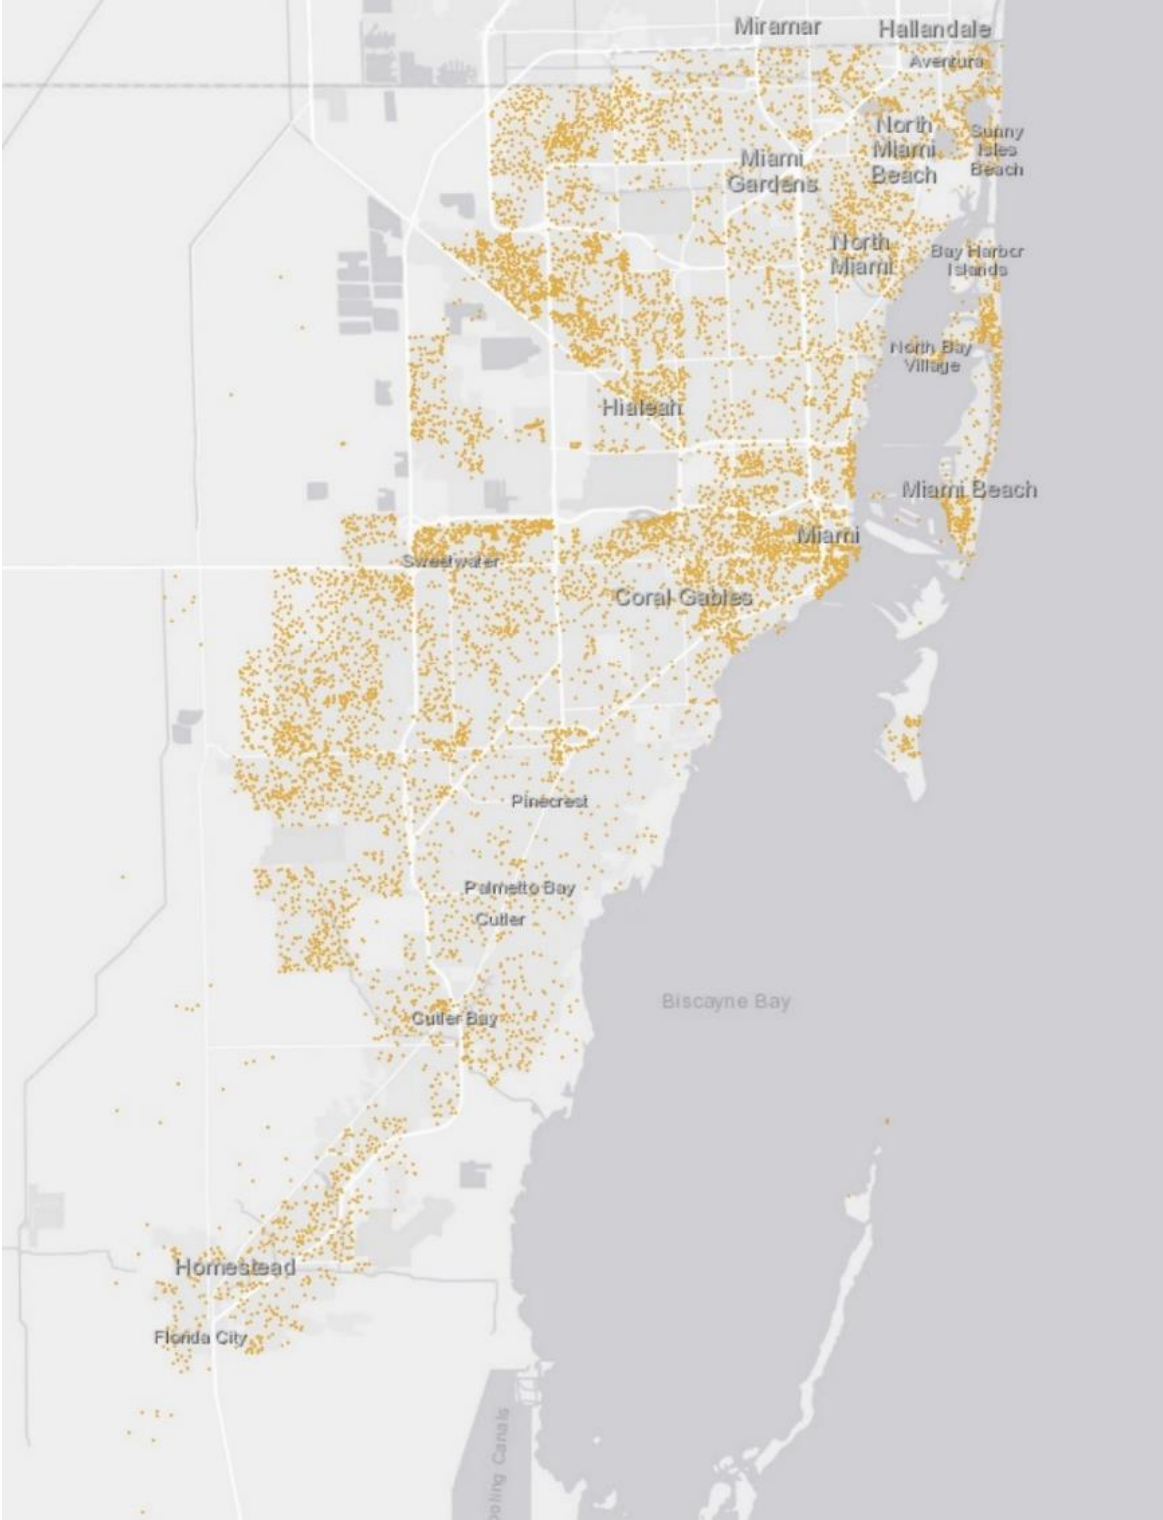 Miramar
Hallandale
Aventura
North
Miami
Beach
Sunny
Isles
Beach
Miami
Gardens
North
Miami
Bay Harbor
Islands
North Bay
Village
Hialeah
Miami Beach
Miami
Sweetwater
Coral Gables
Pinecrest
Palmetto Bay
Cutler
Biscayne Bay
Cutler Bay
Homestead
Florida City
oling Canals